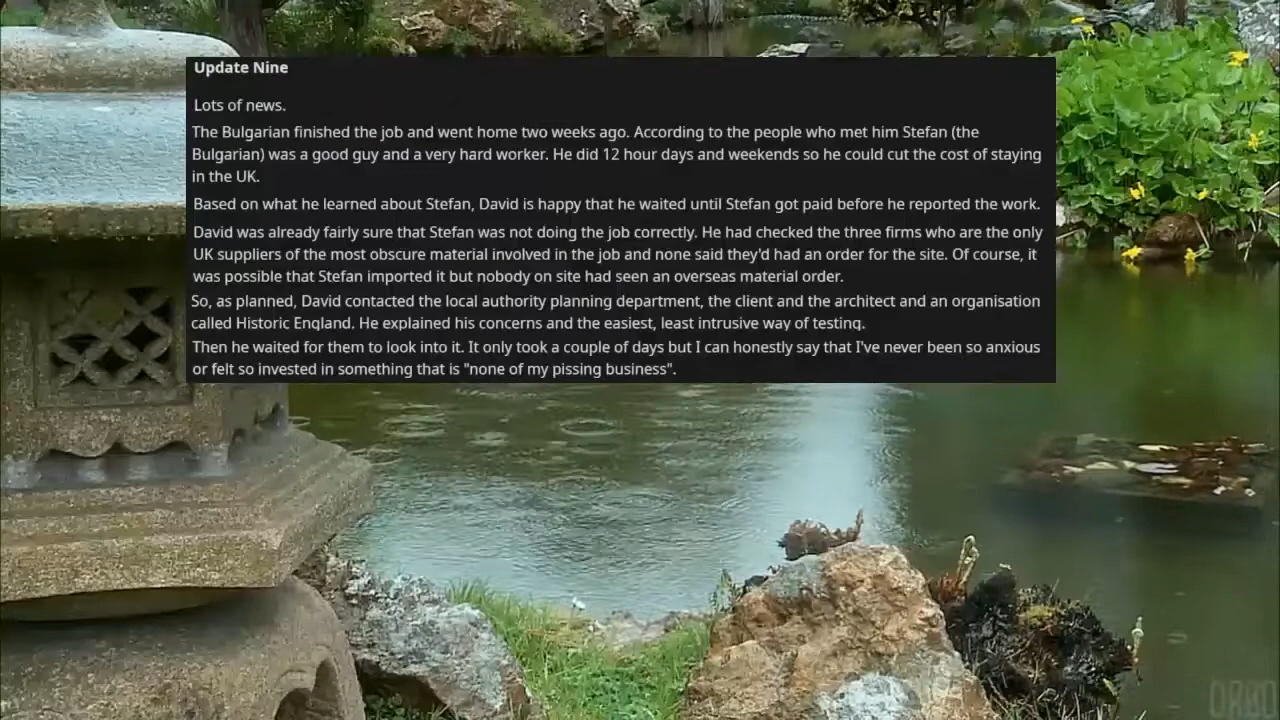 Update Nine
Lots of news.
The Bulgarian finished the job and went home two weeks ago. According to the people who met him Stefan (the
Bulgarian) was a good guy and a very hard worker. He did 12 hour days and weekends so he could cut the cost of staying
in the UK.
Based on what he learned about Stefan, David is happy that he waited until Stefan got paid before he reported the work.
David was already fairly sure that Stefan was not doing the job correctly. He had checked the three firms who are the only
UK suppliers of the most obscure material involved in the job and none said they'd had an order for the site. Of course, it
was possible that Stefan imported it but nobody on site had seen an overseas material order.
So, as planned, David contacted the local authority planning department, the client and the architect and an organisation
called Historic England. He explained his concerns and the easiest, least intrusive way of testing.
Then he waited for them to look into it. It only took a couple of days but I can honestly say that I've never been so anxious
or felt so invested in something that is "none of my pissing business".